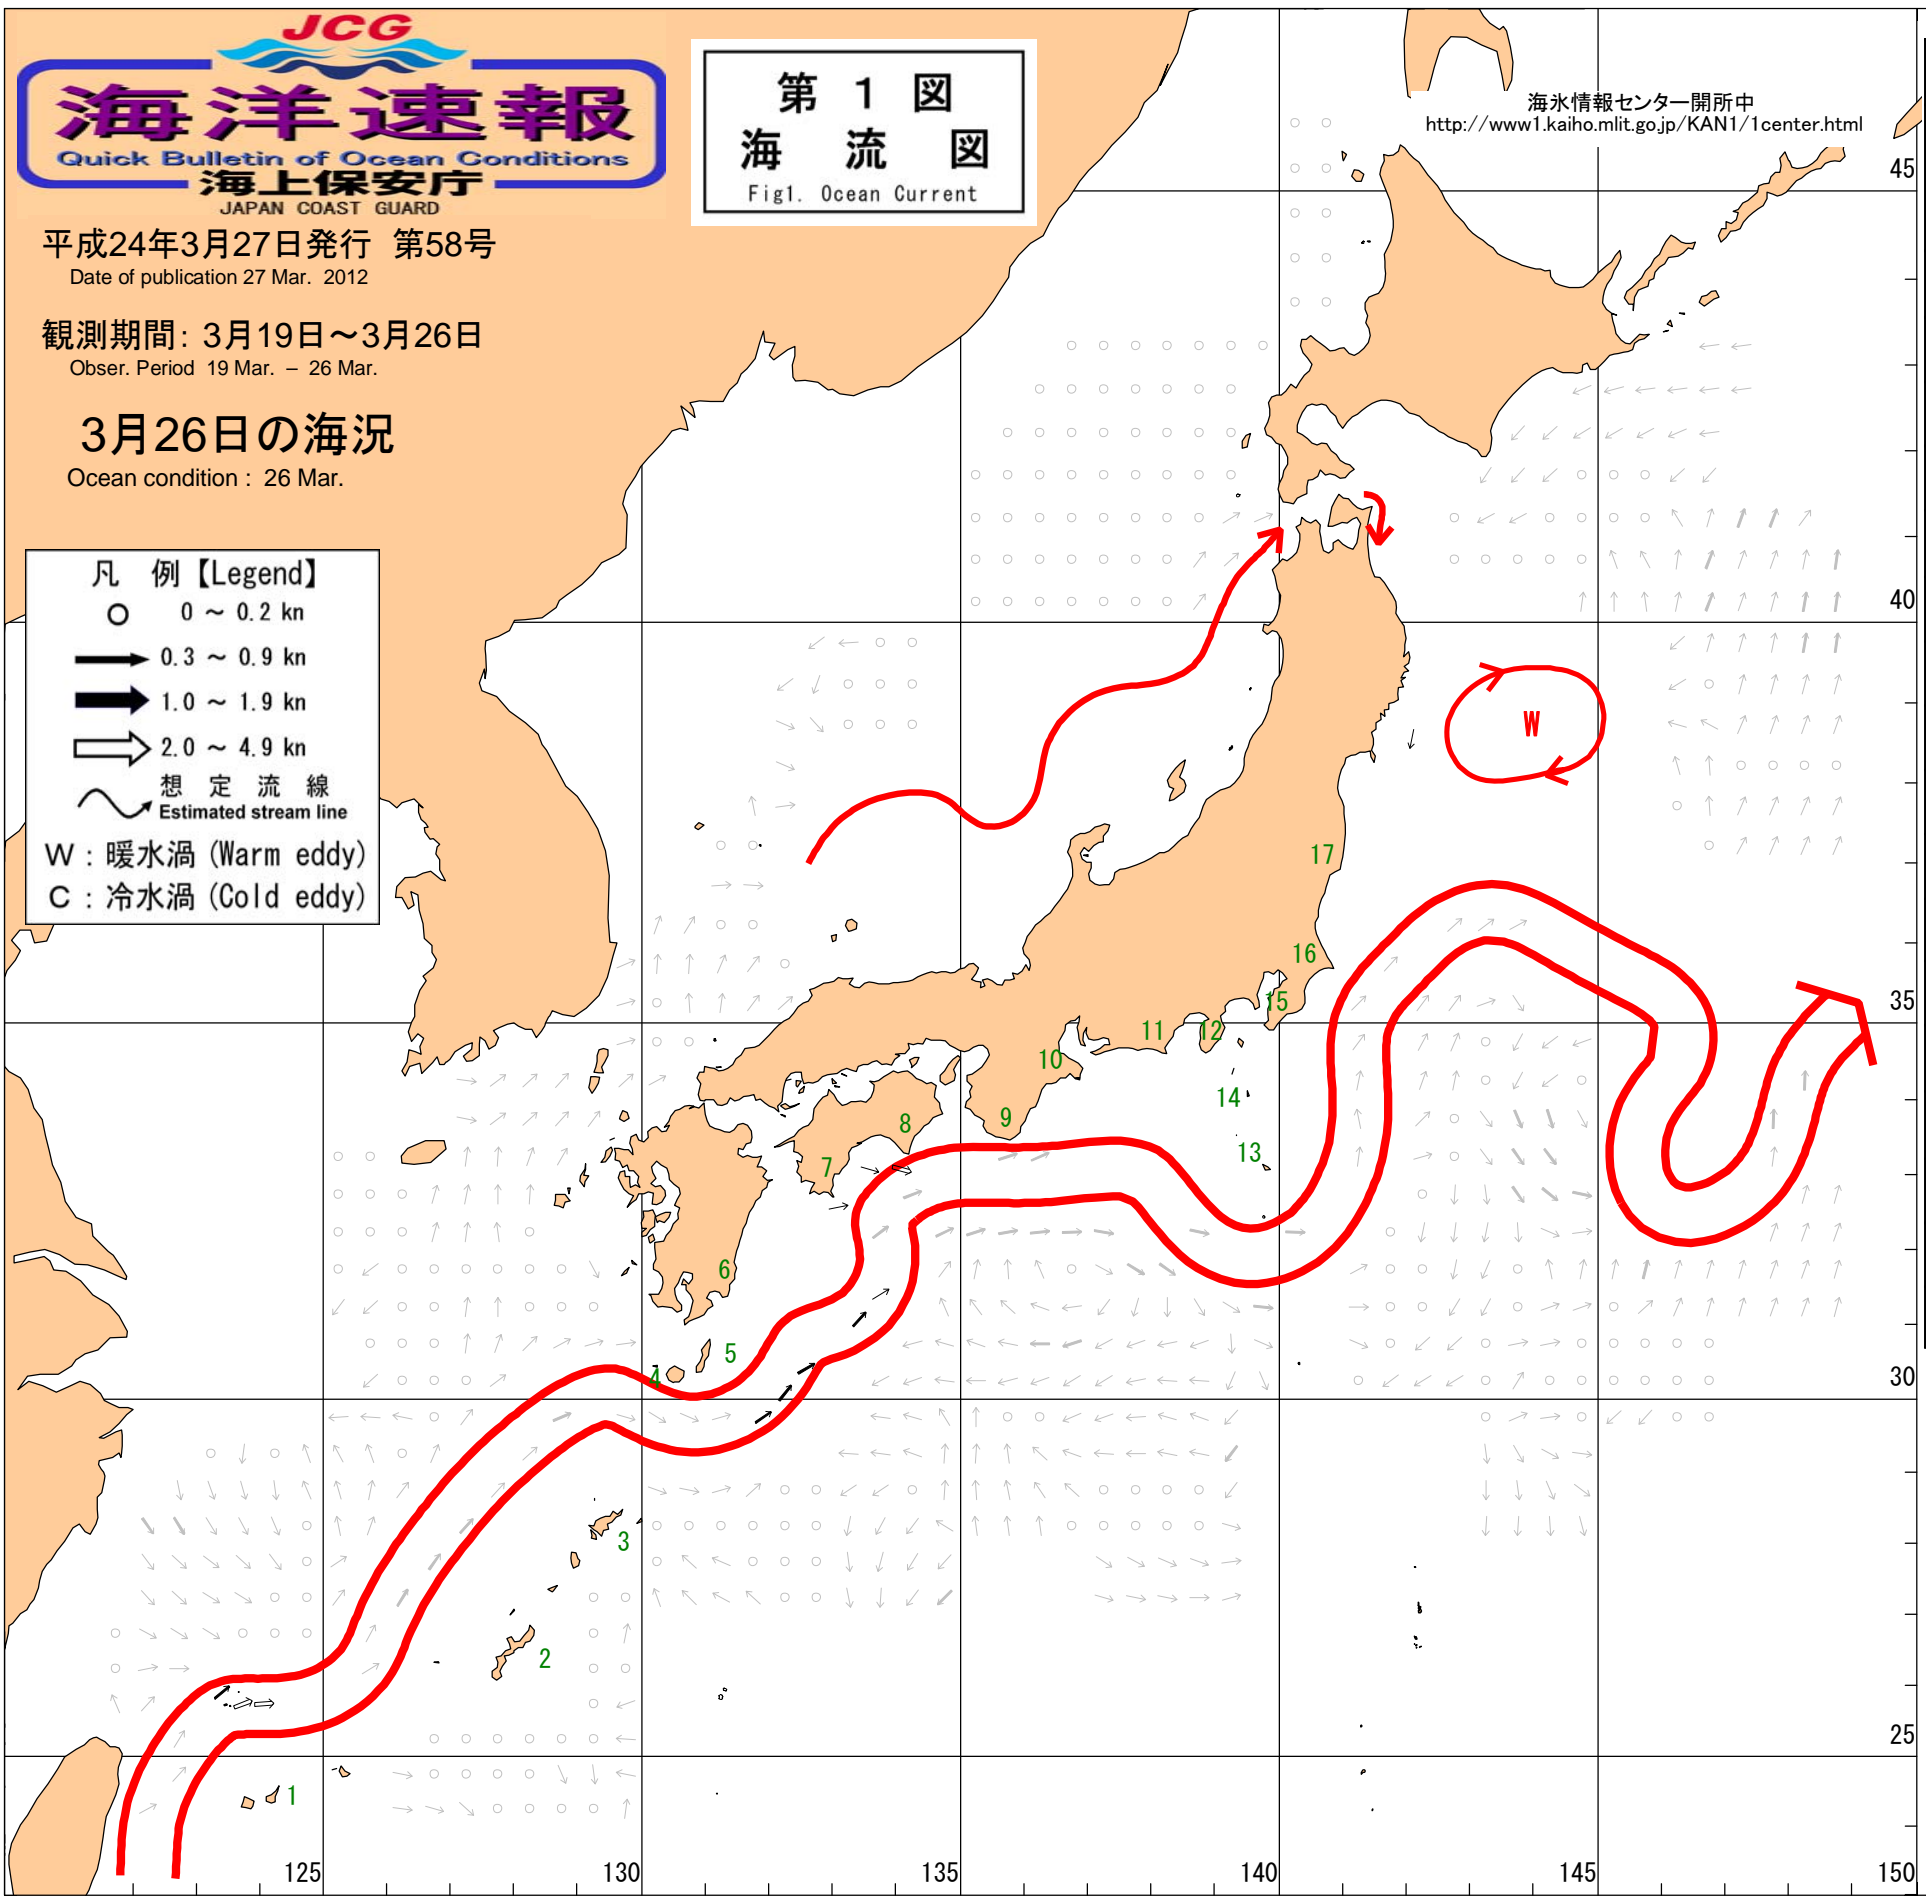 JCG
海洋速報
Quick Bulletin of Ocean Conditions
海上保安庁
JAPAN COAST GUARD
平成24年3月27日発行 第58号
Date of publication 27 Mar. 2012
観測期間: 3月19日～3月26日
Obser. Period 19 Mar. – 26 Mar.
3月26日の海況
Ocean condition : 26 Mar.
第 1 図
海 流 図
Fig1. Ocean Current
海氷情報センター開所中
http://www1.kaiho.mlit.go.jp/KAN1/1center.html
凡 例【Legend】
0 ～ 0.2 kn
0.3 ～ 0.9 kn
1.0 ～ 1.9 kn
2.0 ～ 4.9 kn
想 定 流 線
Estimated stream line
W : 暖水渦 (Warm eddy)
C : 冷水渦 (Cold eddy)
45
40
W
17
16
35
15
11
12
10
14
9
8
13
7
6
5
4
30
3
2
25
1
125
130
135
140
145
150